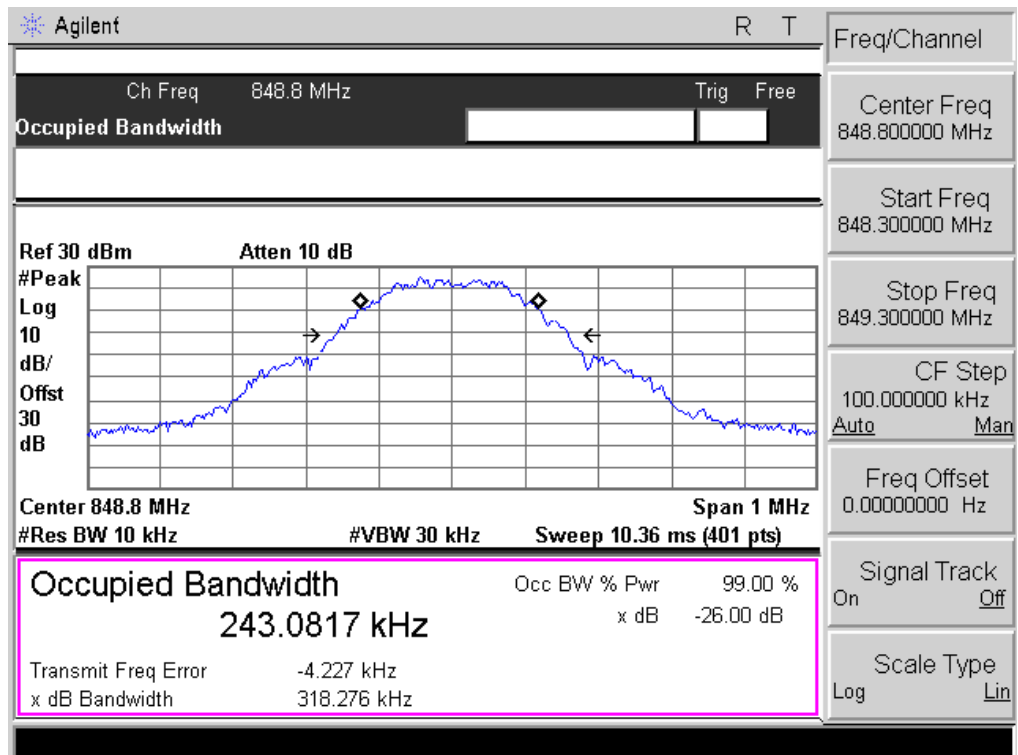 Agilent R T
Freq/Channel
Ch Freq 848.8 MHz Trig Free
Occupied Bandwidth
Center Freq
848.800000 MHz
Start Freq
848.300000 MHz
Stop Freq
849.300000 MHz
CF Step
100.000000 kHz
Auto Man
Freq Offset
0.00000000 Hz
Signal Track
On Off
Scale Type
Log Lin
Ref 30 dBm Atten 10 dB
#Peak
Log
10
dB/
Offst
30
dB
Center 848.8 MHz Span 1 MHz
#Res BW 10 kHz #VBW 30 kHz Sweep 10.36 ms (401 pts)
Occupied Bandwidth Occ BW % Pwr 99.00 %
243.0817 kHz x dB -26.00 dB
Transmit Freq Error -4.227 kHz
x dB Bandwidth 318.276 kHz